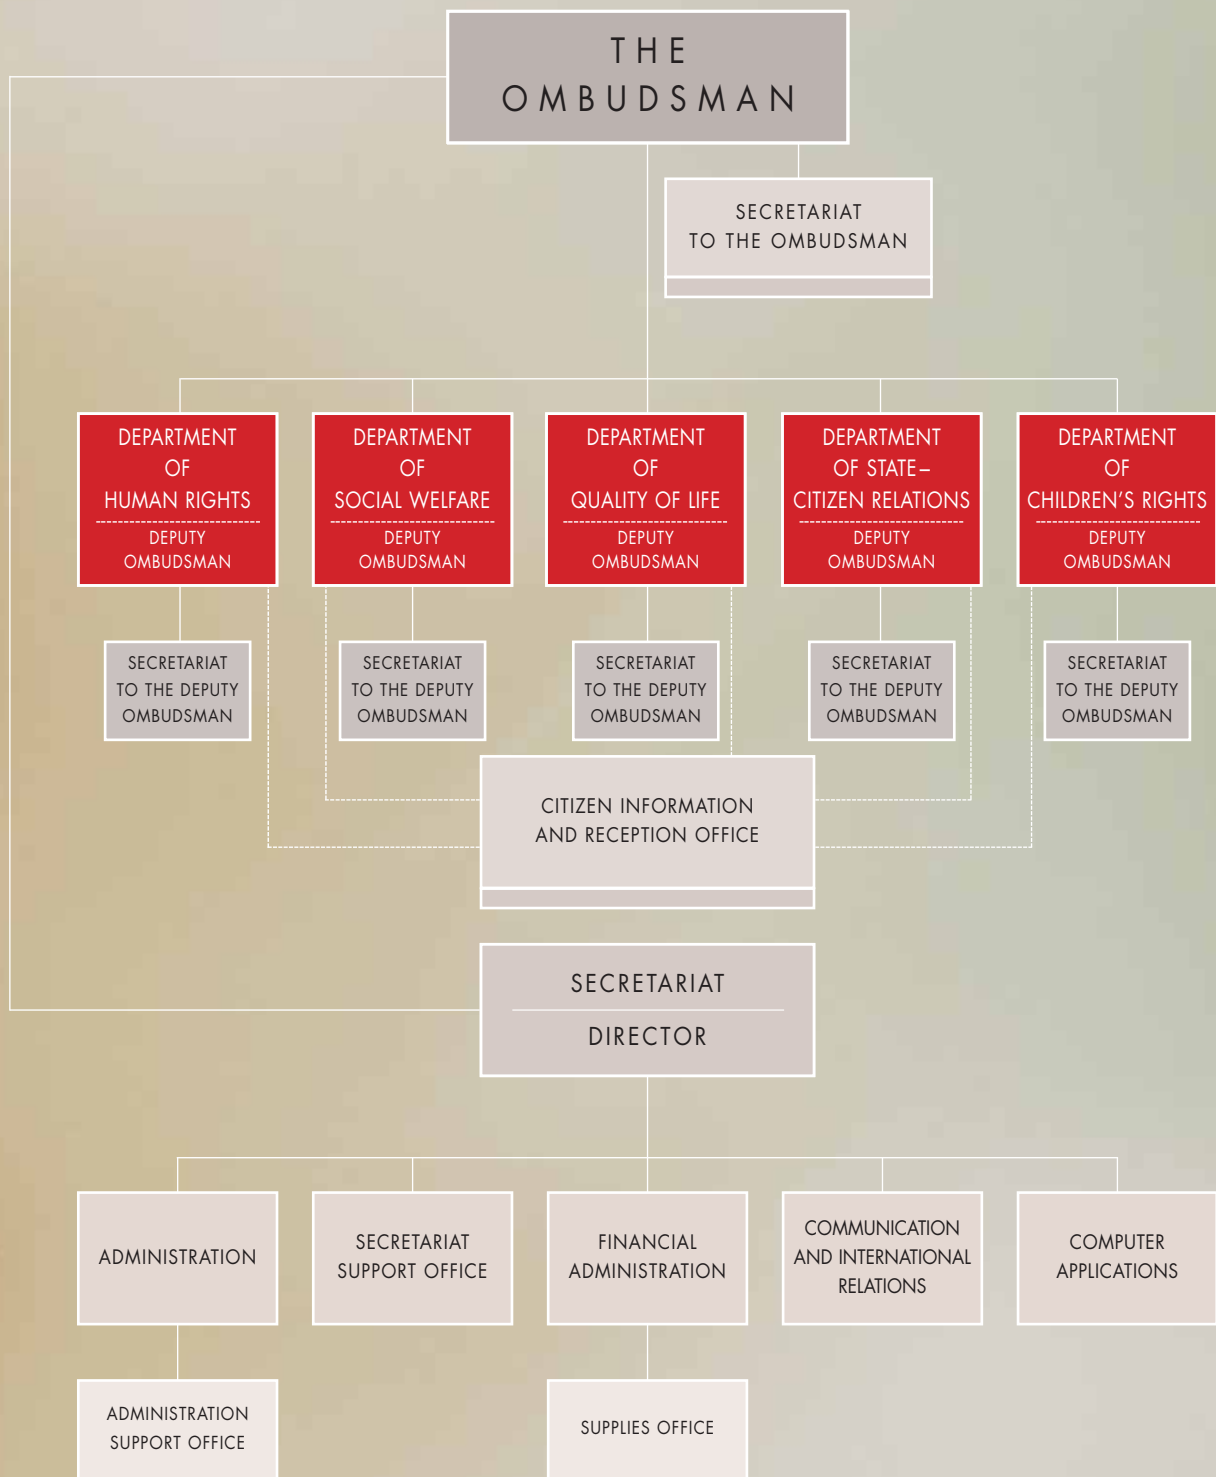 THE
OMBUDSMAN
SECRETARIAT
TO THE OMBUDSMAN
DEPARTMENT
OF
HUMAN RIGHTS
DEPUTY
OMBUDSMAN
DEPARTMENT
OF
SOCIAL WELFARE
DEPUTY
OMBUDSMAN
DEPARTMENT
OF
QUALITY OF LIFE
DEPUTY
OMBUDSMAN
DEPARTMENT
OF STATE–
CITIZEN RELATIONS
DEPUTY
OMBUDSMAN
DEPARTMENT
OF
CHILDREN’S RIGHTS
DEPUTY
OMBUDSMAN
SECRETARIAT
TO THE DEPUTY
OMBUDSMAN
SECRETARIAT
TO THE DEPUTY
OMBUDSMAN
SECRETARIAT
TO THE DEPUTY
OMBUDSMAN
SECRETARIAT
TO THE DEPUTY
OMBUDSMAN
SECRETARIAT
TO THE DEPUTY
OMBUDSMAN
CITIZEN INFORMATION
AND RECEPTION OFFICE
SECRETARIAT
DIRECTOR
ADMINISTRATION
SECRETARIAT
SUPPORT OFFICE
FINANCIAL
ADMINISTRATION
COMMUNICATION
AND INTERNATIONAL
RELATIONS
COMPUTER
APPLICATIONS
ADMINISTRATION
SUPPORT OFFICE
SUPPLIES OFFICE